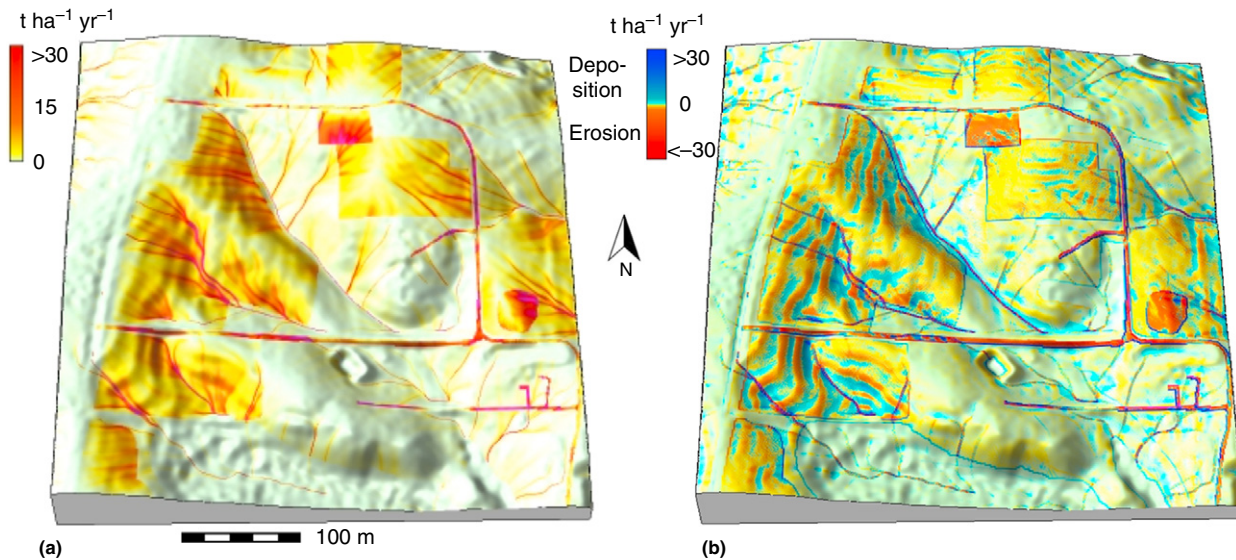 t ha–1 yr–1
>30
15
0
(a)
100 m
N
t ha–1 yr–1
Depo-
sition
Erosion
>30
0
<–30
(b)